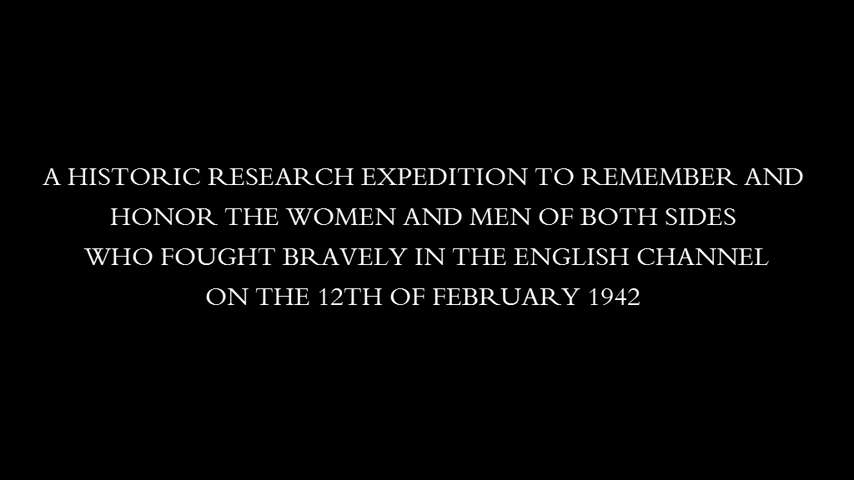 A HISTORIC RESEARCH EXPEDITION TO REMEMBER AND
HONOR THE WOMEN AND MEN OF BOTH SIDES
WHO FOUGHT BRAVELY IN THE ENGLISH CHANNEL
ON THE 12TH OF FEBRUARY 1942